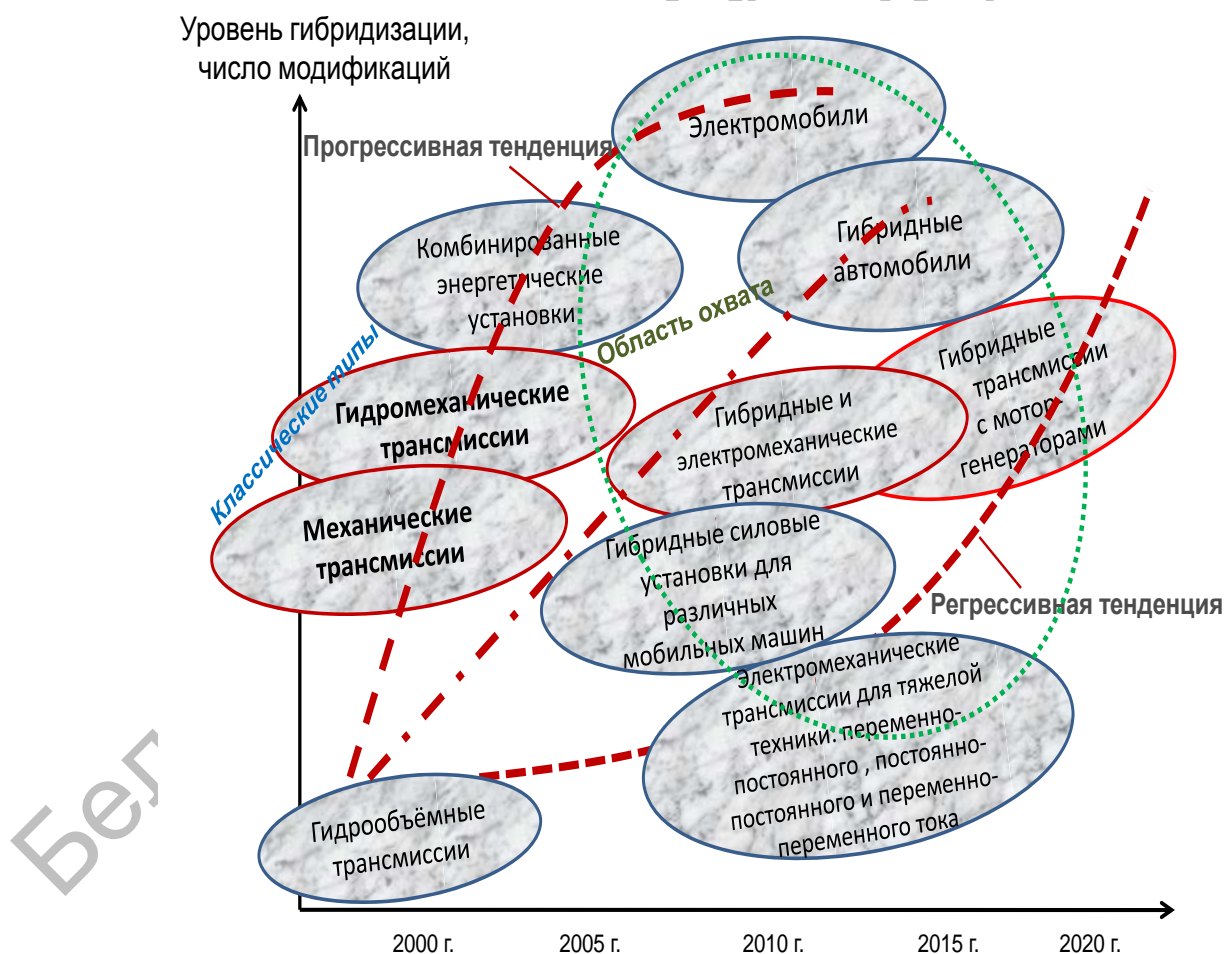 Уровень гибридизации,
число модификаций
Электромобили
Прогрессивная тенденция
Комбинированные
энергетические
установки
Гибридные
автомобили
Область охвата
Классические типы
Гидромеханические
трансмиссии
Гибридные и
электромеханические
трансмиссии
Гибридные
трансмиссии
с мотор
генераторами
Механические
трансмиссии
Гибридные силовые
установки для
различных
мобильных машин
Регрессивная тенденция
Электромеханические
трансмиссии для тяжелой
техники: переменно-
постоянного , постоянно-
постоянного и переменно-
переменного тока
Гидрообъёмные
трансмиссии
Бел
2000 г. 2005 г. 2010 г. 2015 г. 2020 г.